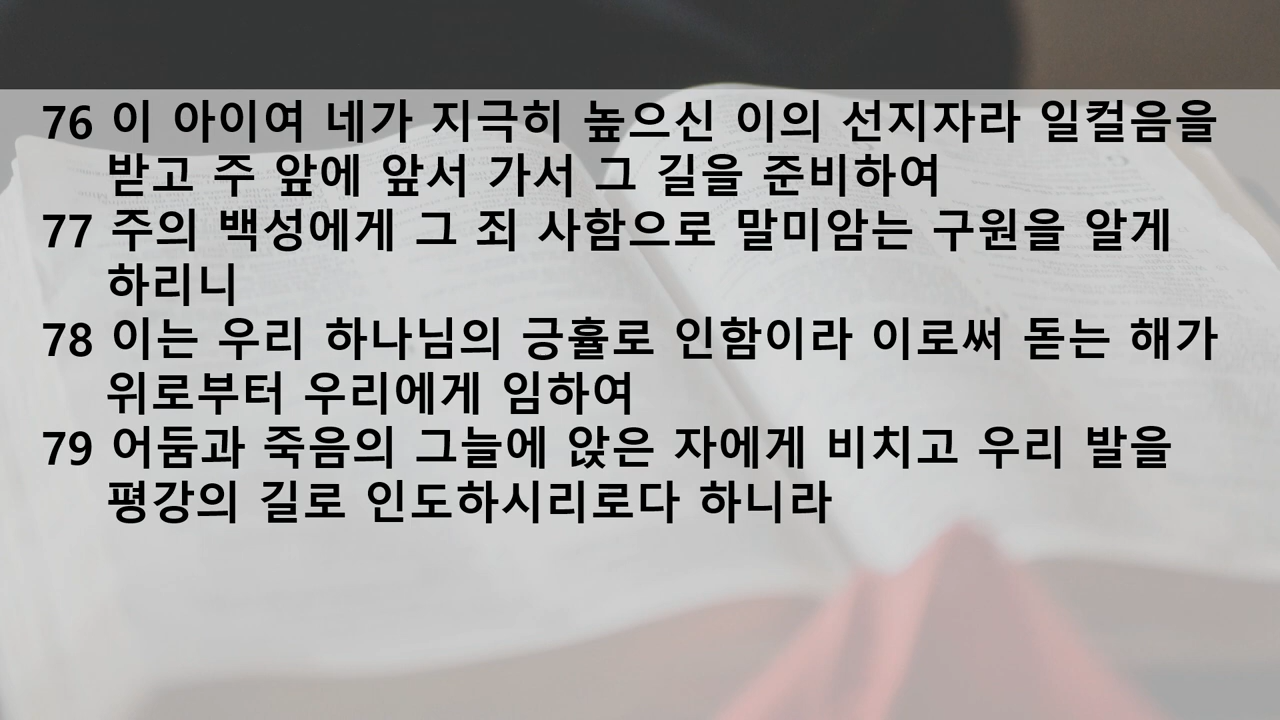 76 이 아이여 네가 지극히 높으신 이의 선지자라 일컬음을
받고 주 앞에 앞서 가서 그 길을 준비하여
77 주의 백성에게 그 죄 사함으로 말미암는 구원을 알게
하리니
78 이는 우리 하나님의 긍휼로 인함이라 이로써 돋는 해가
위로부터 우리에게 임하여
79 어둠과 죽음의 그늘에 앉은 자에게 비치고 우리 발을
평강의 길로 인도하시리로다 하니라